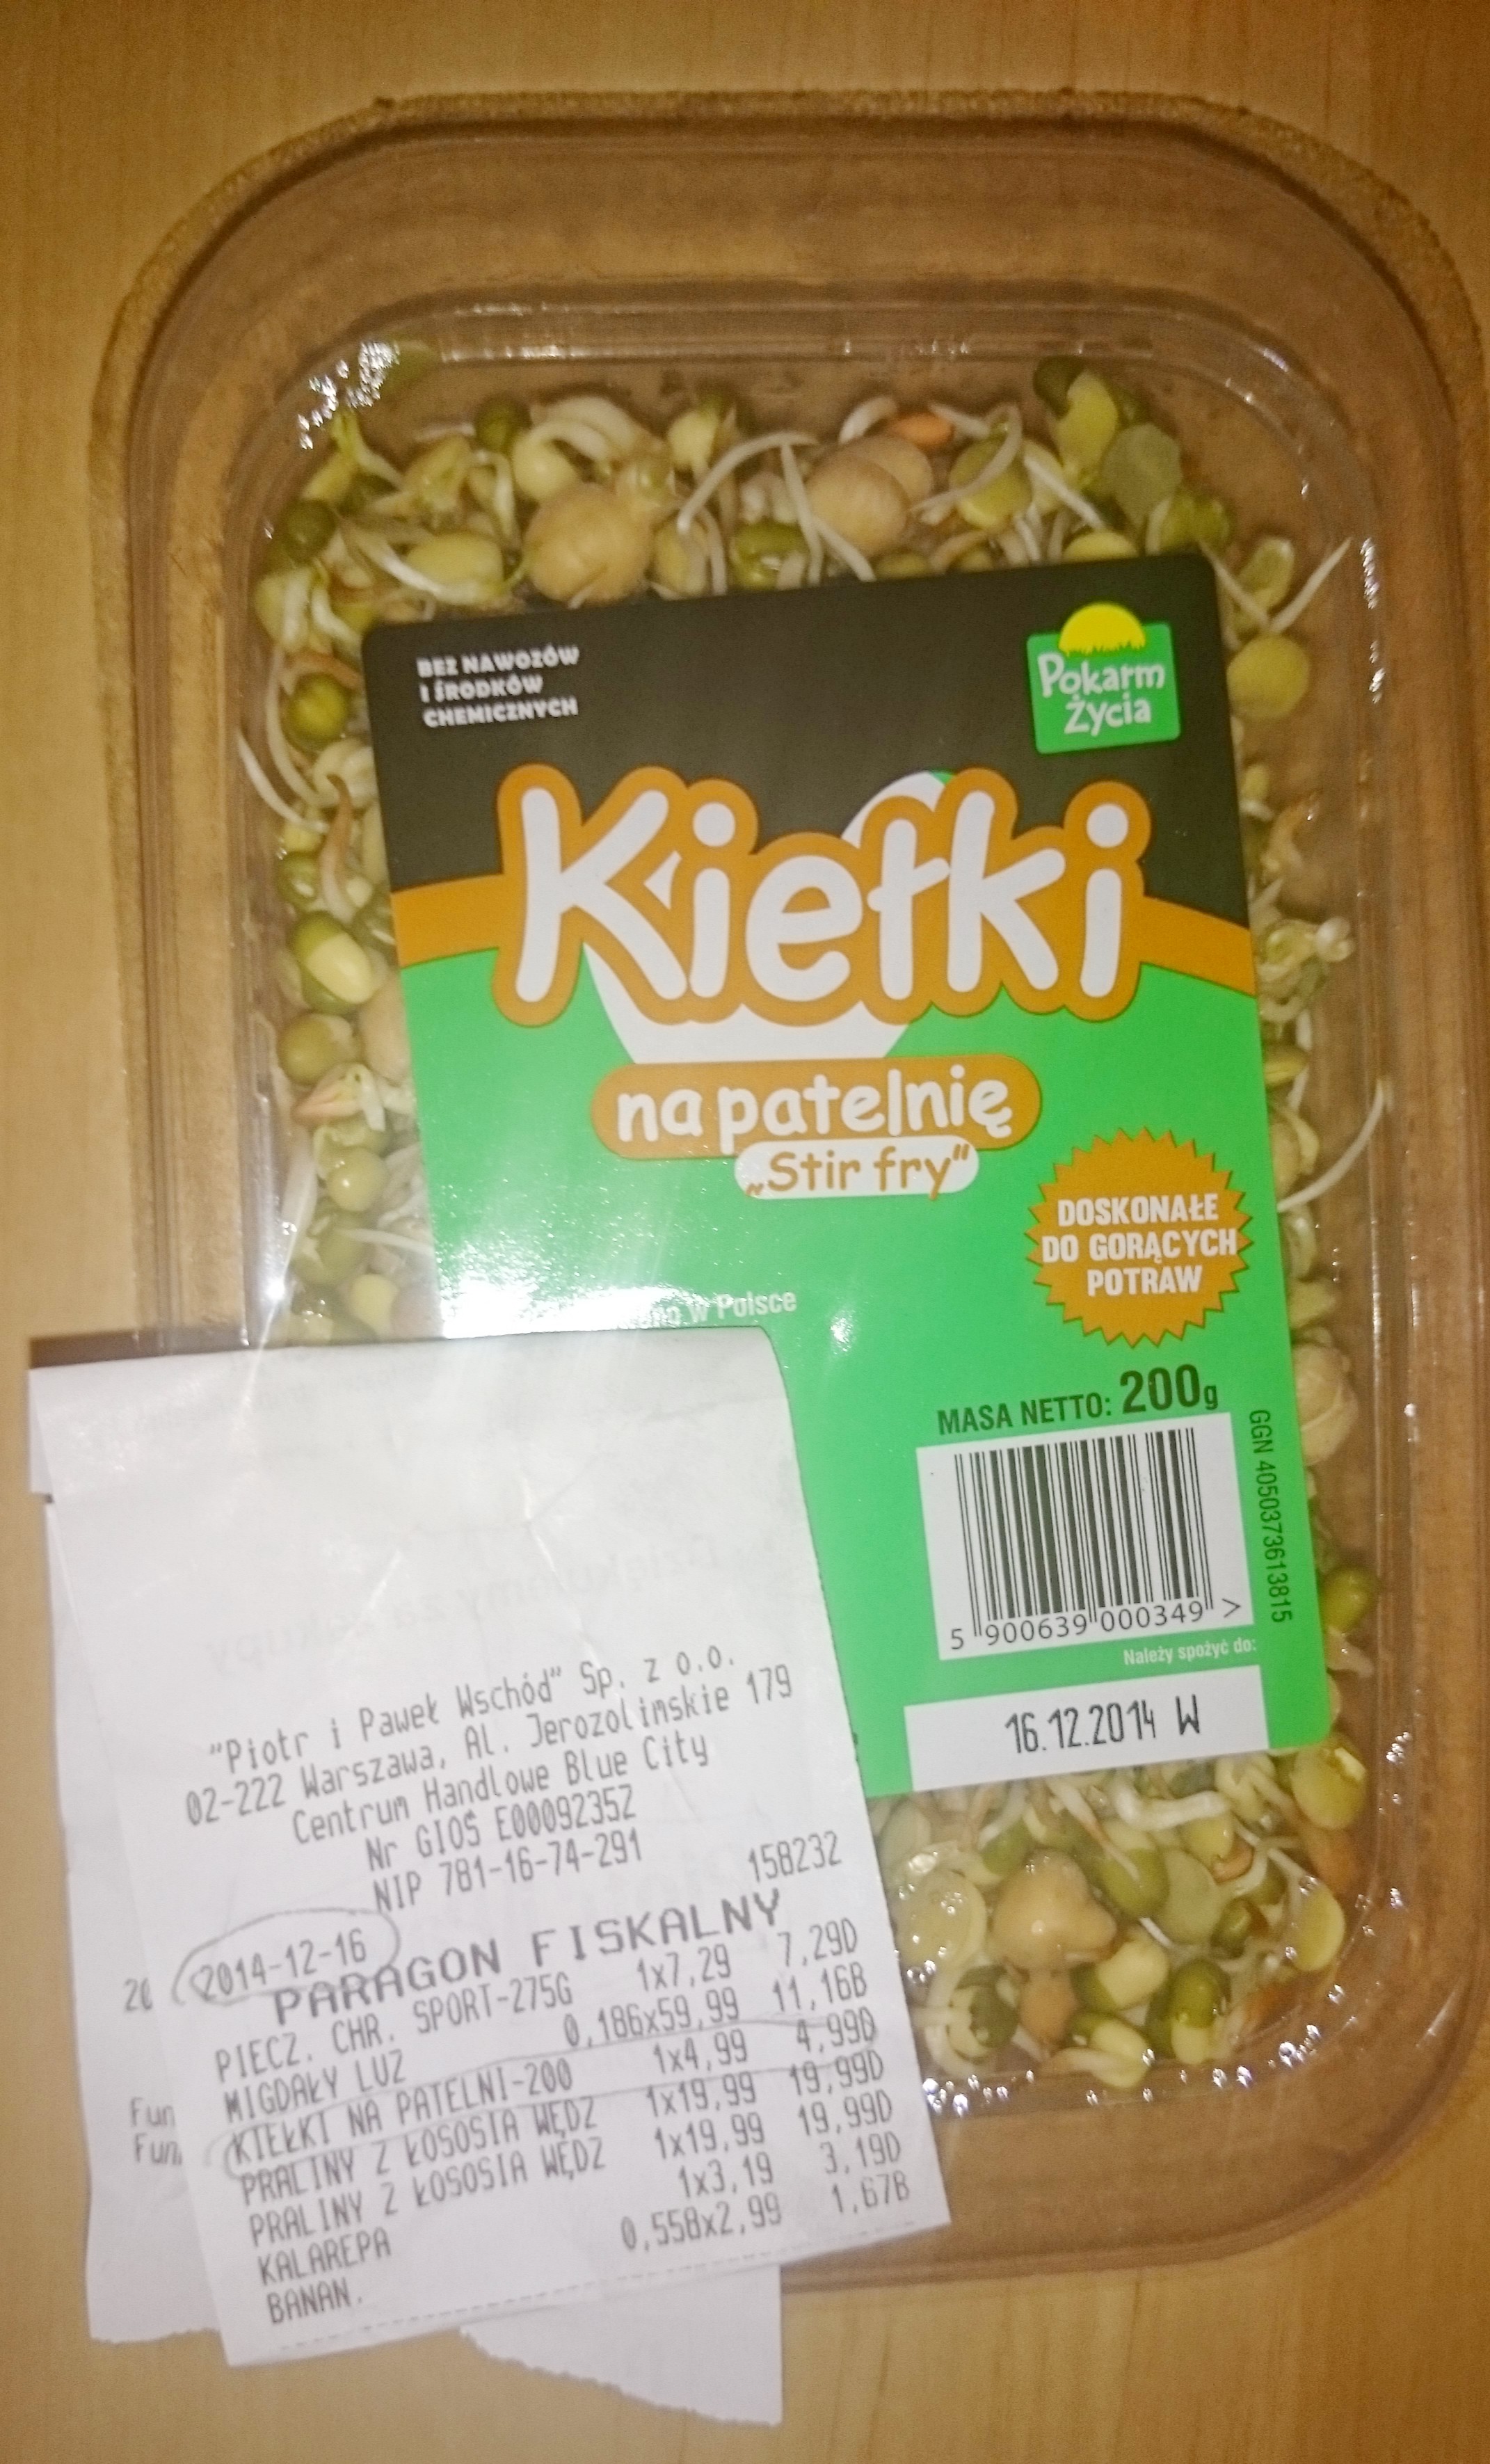 BEZ NAWOZÓW
I ŚRODKÓW
CHEMICZNYCH
Pokarm
Życia
Kiełki
na patelnię
„Stir fry"
DOSKONAŁE
DO GORĄCYCH
POTRAW
w Polsce
MASA NETTO: 200g
GGN 4050373613815
5 900639 000349 >
Należy spożyć do:
16.12.2014 W
"Piotr i Paweł Wschód" Sp. z o.o.
02-222 Warszawa, Al. Jerozolimskie 179
Centrum Handlowe Blue City
Nr GIOŚ E0009235Z
NIP 781-16-74-291
2014-12-16 158232
PARAGON FISKALNY
PIECZ. CHR. SPORT-275G 1x7,29 7,29D
MIGDAŁY LUZ 0,186x59,99 11,16B
KIEŁKI NA PATELNI-200 1x4,99 4,99D
PRALINY Z ŁOSOSIA WĘDZ 1x19,99 19,99D
PRALINY Z ŁOSOSIA WĘDZ 1x19,99 19,99D
KALAREPA 1x3,19 3,19D
BANAN. 0,558x2,99 1,67B
20
Fun
Fun